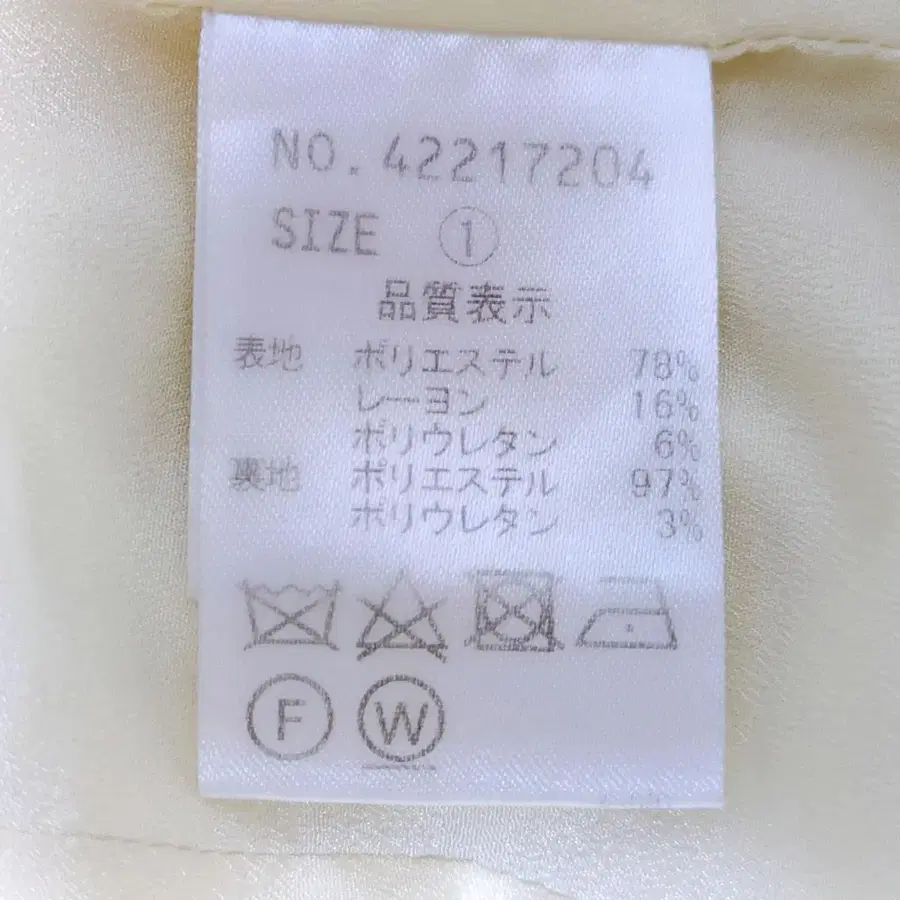 NO. 42217204
SIZE ①
品質表示
表地 ポリエステル 78%
レーヨン 16%
ポリウレタン 6%
裏地 ポリエステル 97%
ポリウレタン 3%
Ⓕ Ⓦ